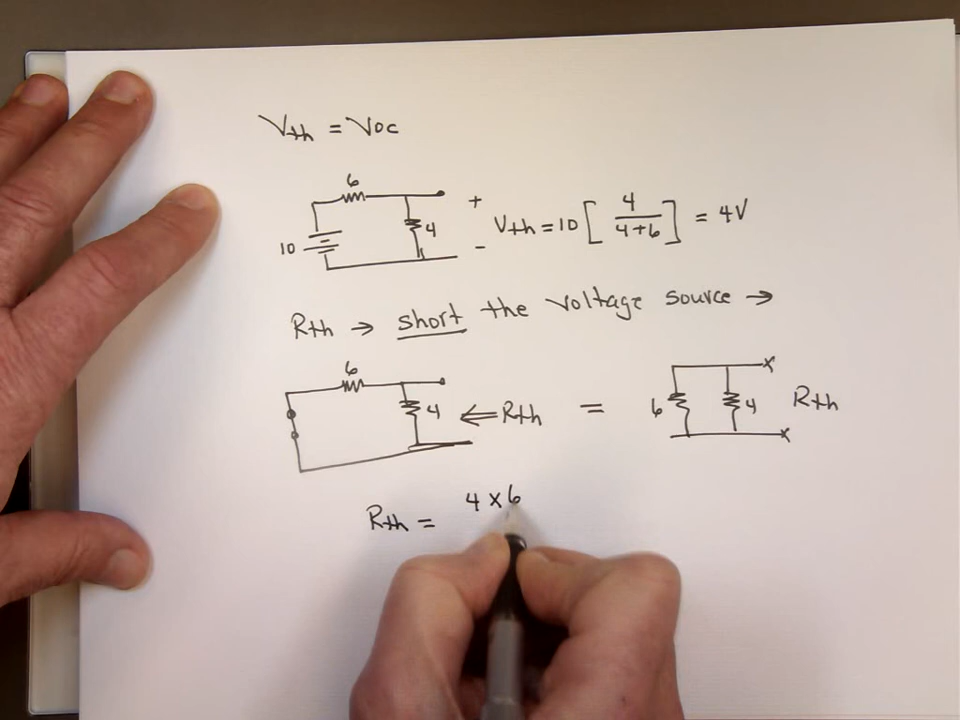 Vth = Voc
6
10
4
+
-
Vth = 10 [ 4 / 4+6 ] = 4V
Rth → short the voltage source →
6
4 ⇐ Rth = 6 4 Rth
Rth = 4 x 6